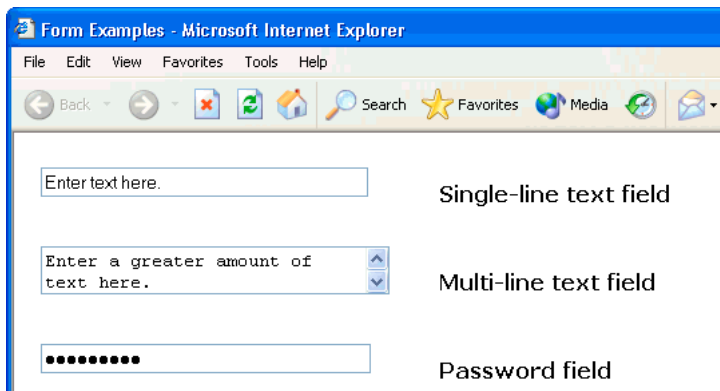 Form Examples - Microsoft Internet Explorer
File Edit View Favorites Tools Help
Back Search Favorites Media
Enter text here. Single-line text field
Enter a greater amount of
text here.
Multi-line text field
●●●●●●●●● Password field